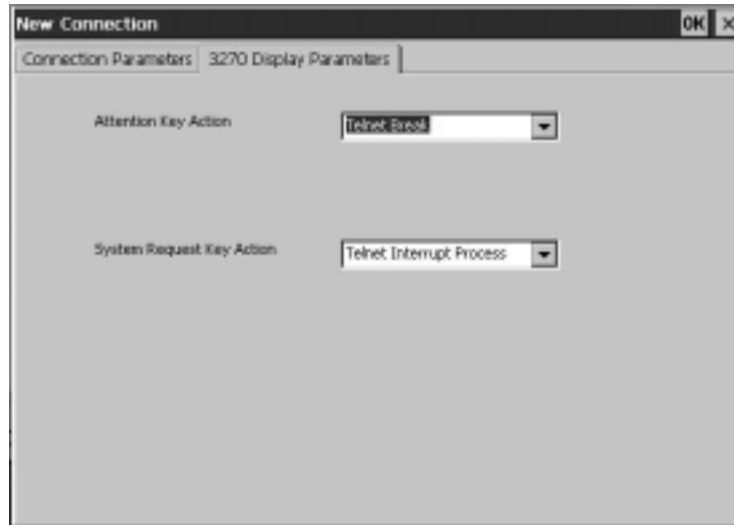 New Connection OK ×
Connection Parameters 3270 Display Parameters
Attention Key Action Telnet Break
System Request Key Action Telnet Interrupt Process